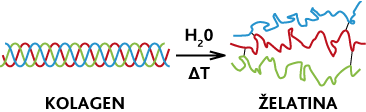 H₂0
ΔT
KOLAGEN
ŽELATINA